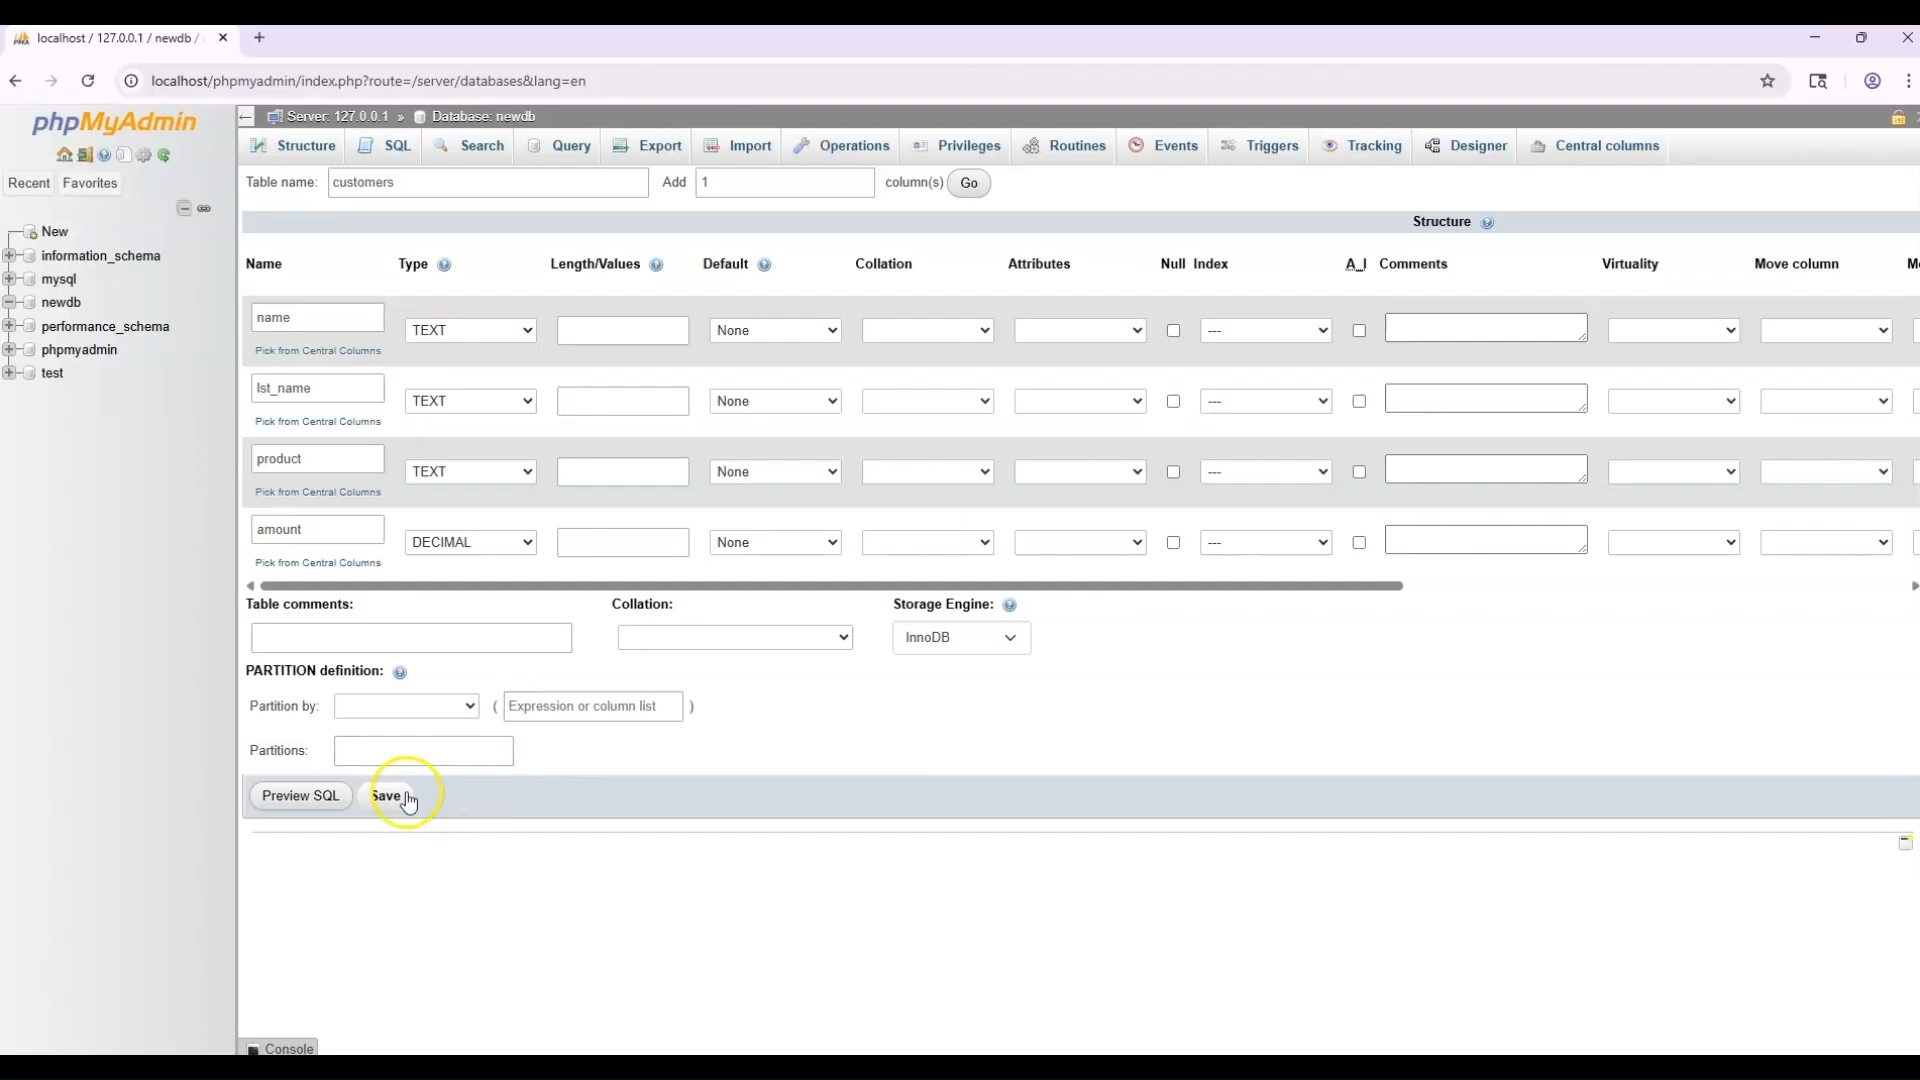 localhost / 127.0.0.1 / newdb /
localhost/phpmyadmin/index.php?route=/server/databases&lang=en
phpMyAdmin
Recent Favorites
New
information_schema
mysql
newdb
performance_schema
phpmyadmin
test
Server: 127.0.0.1 » Database: newdb
Structure SQL Search Query Export Import Operations Privileges Routines Events Triggers Tracking Designer Central columns
Table name: customers Add 1 column(s) Go
Structure
Name Type Length/Values Default Collation Attributes Null Index A_I Comments Virtuality Move column
name TEXT None ---
Pick from Central Columns
lst_name TEXT None ---
Pick from Central Columns
product TEXT None ---
Pick from Central Columns
amount DECIMAL None ---
Pick from Central Columns
Table comments: Collation: Storage Engine:
InnoDB
PARTITION definition:
Partition by: ( Expression or column list )
Partitions:
Preview SQL Save
Console